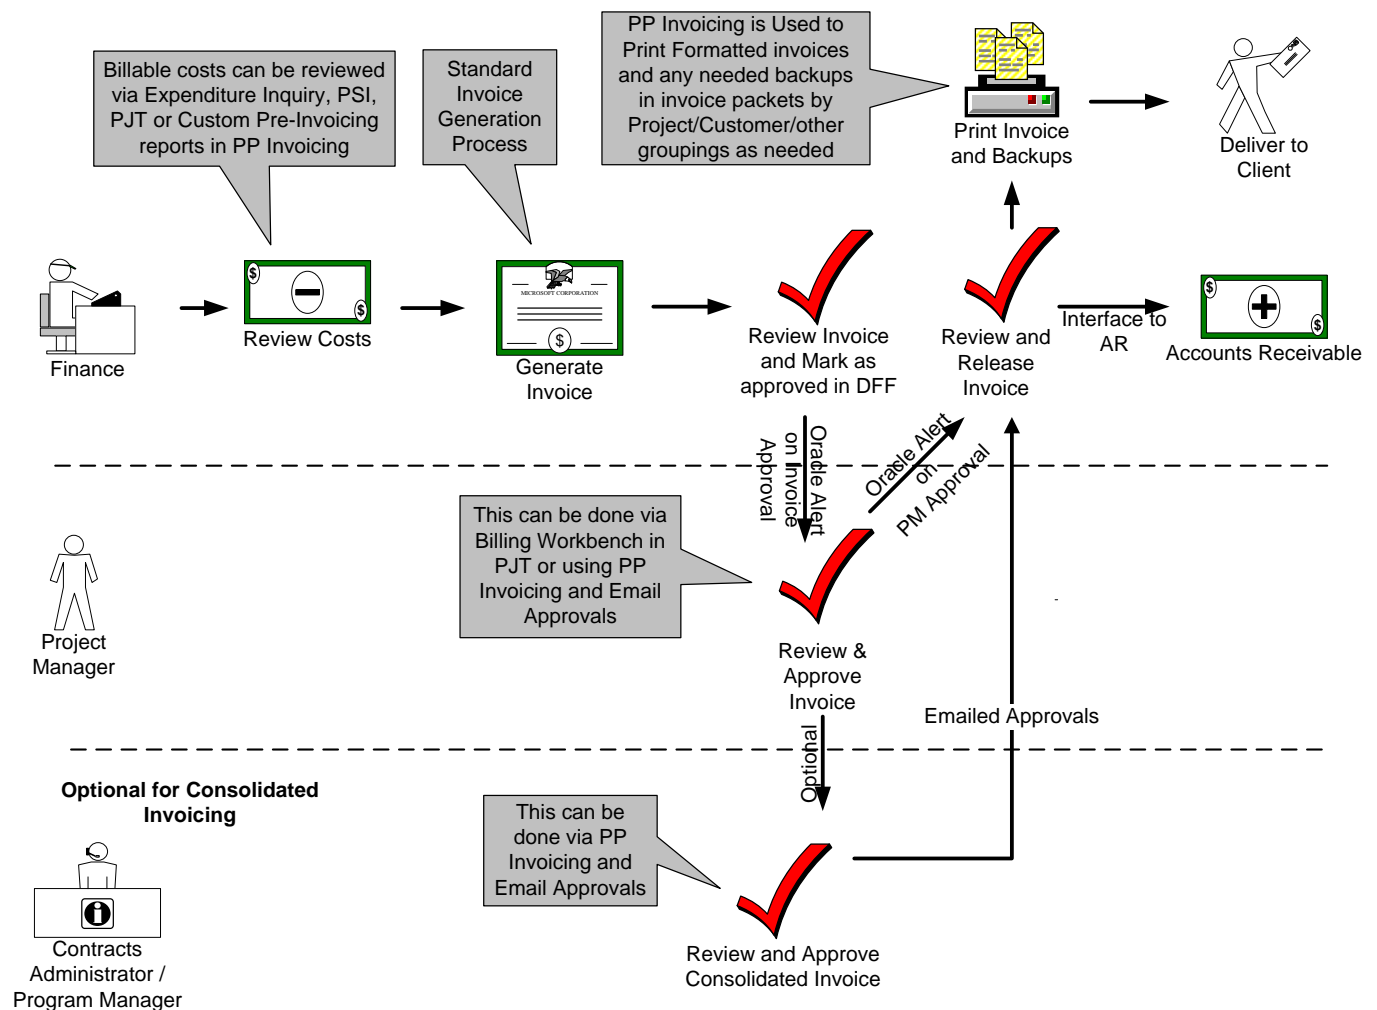 PP Invoicing is Used to
Print Formatted invoices
and any needed backups
in invoice packets by
Project/Customer/other
groupings as needed
Billable costs can be reviewed
via Expenditure Inquiry, PSI,
PJT or Custom Pre-Invoicing
reports in PP Invoicing
Standard
Invoice
Generation
Process
Print Invoice
and Backups
Deliver to
Client
Finance
$
$
Review Costs
MICROSOFT CORPORATION
$
Generate
Invoice
Review Invoice
and Mark as
approved in DFF
Review and
Release
Invoice
Interface to
AR
$
$
Accounts Receivable
Oracle Alert
on Invoice
Approval
Oracle Alert
on
PM Approval
This can be done via
Billing Workbench in
PJT or using PP
Invoicing and Email
Approvals
Project
Manager
-
Review &
Approve
Invoice
Emailed Approvals
Optional
Optional for Consolidated
Invoicing
This can be
done via PP
Invoicing and
Email Approvals
Contracts
Administrator /
Program Manager
Review and Approve
Consolidated Invoice